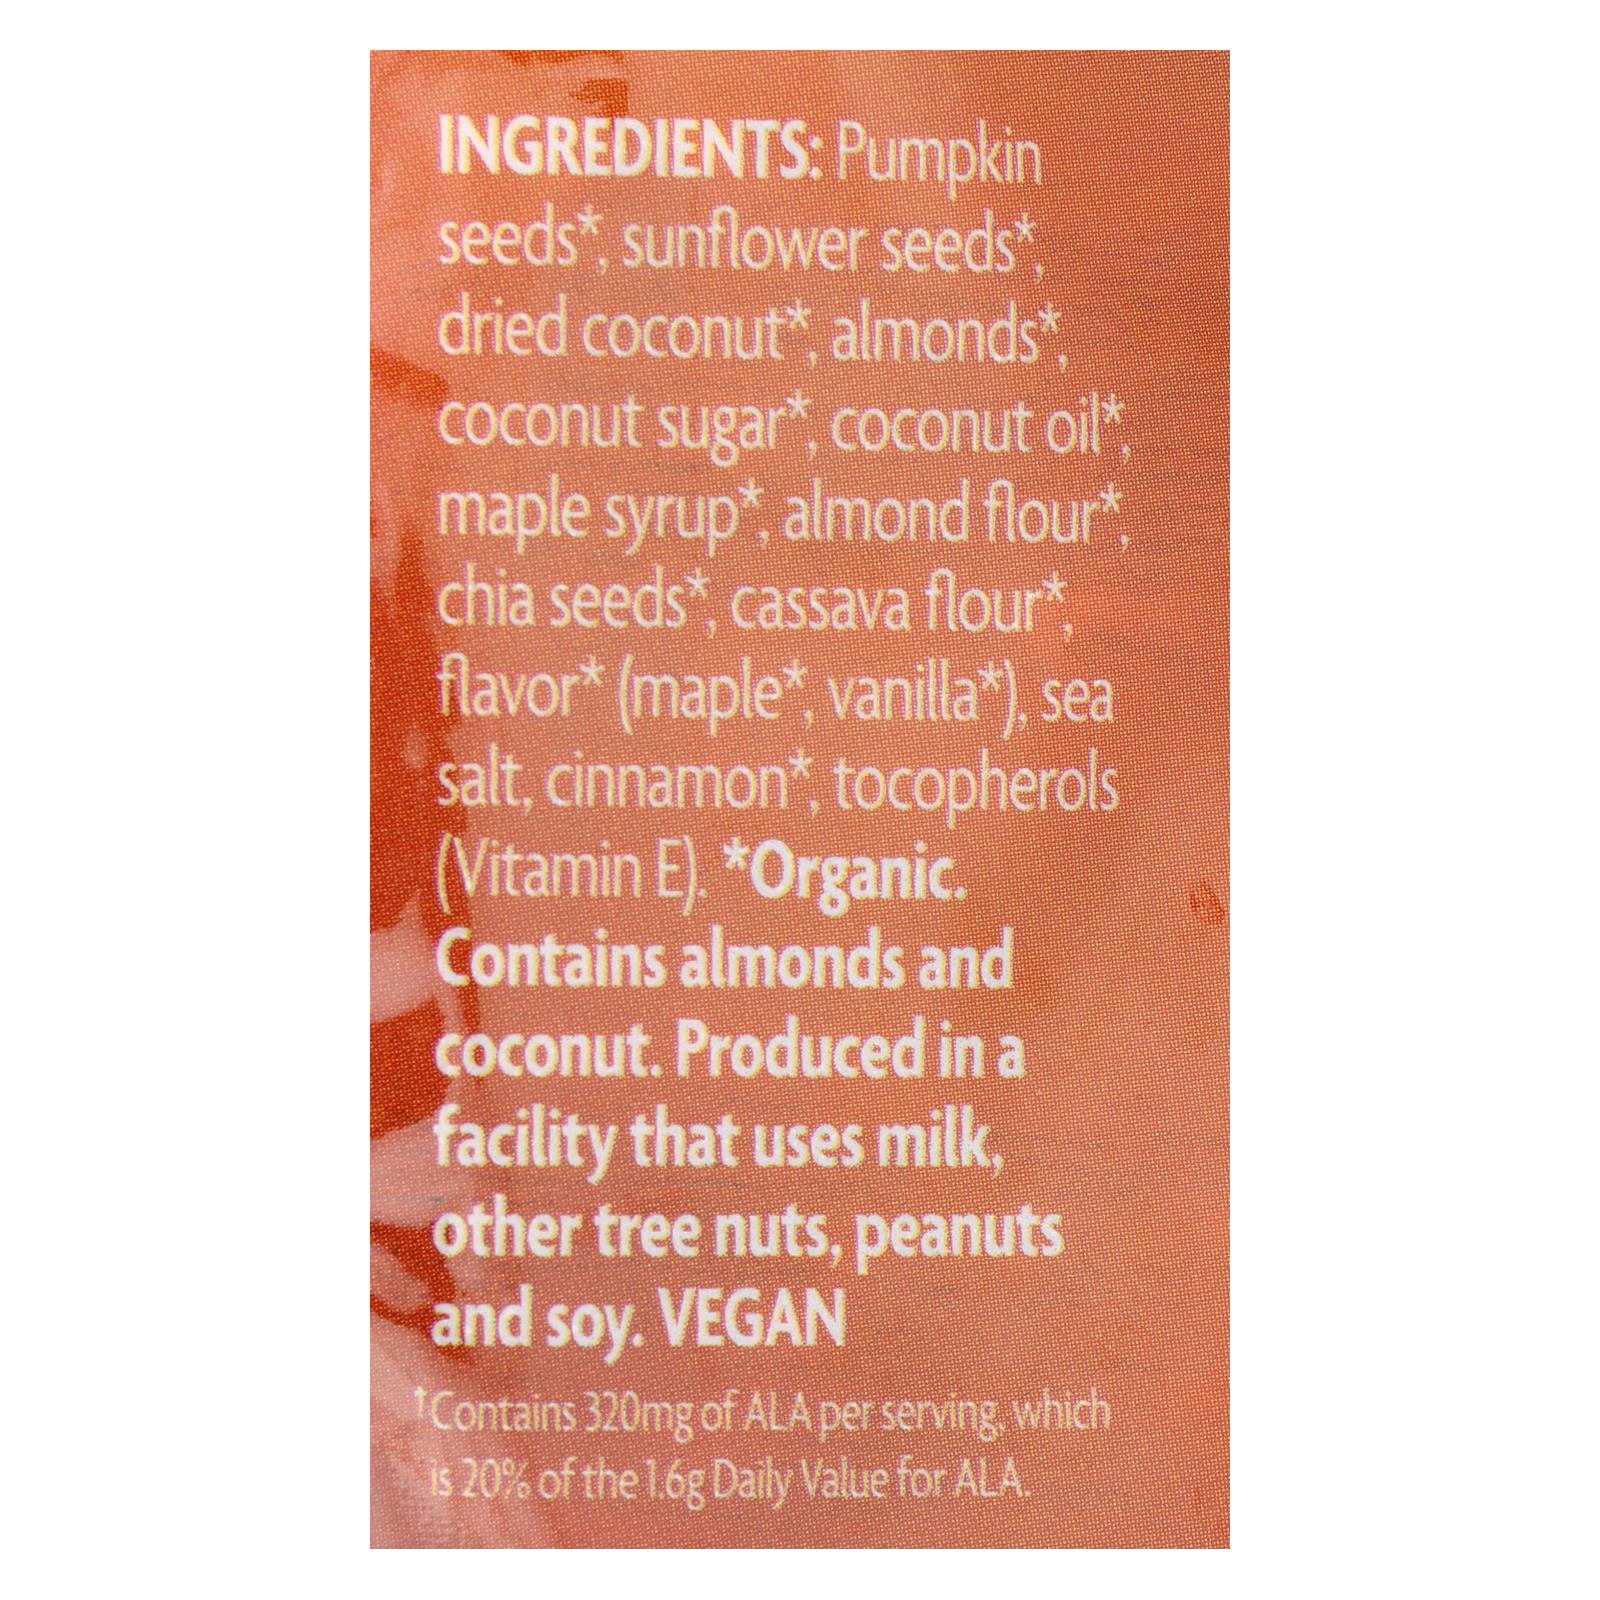 INGREDIENTS: Pumpkin
seeds*, sunflower seeds*,
dried coconut*, almonds*,
coconut sugar*, coconut oil*,
maple syrup*, almond flour*,
chia seeds*, cassava flour*,
flavor* (maple*, vanilla*), sea
salt, cinnamon*, tocopherols
(Vitamin E). *Organic.
Contains almonds and
coconut. Produced in a
facility that uses milk,
other tree nuts, peanuts
and soy. VEGAN
†Contains 320mg of ALA per serving, which
is 20% of the 1.6g Daily Value for ALA.